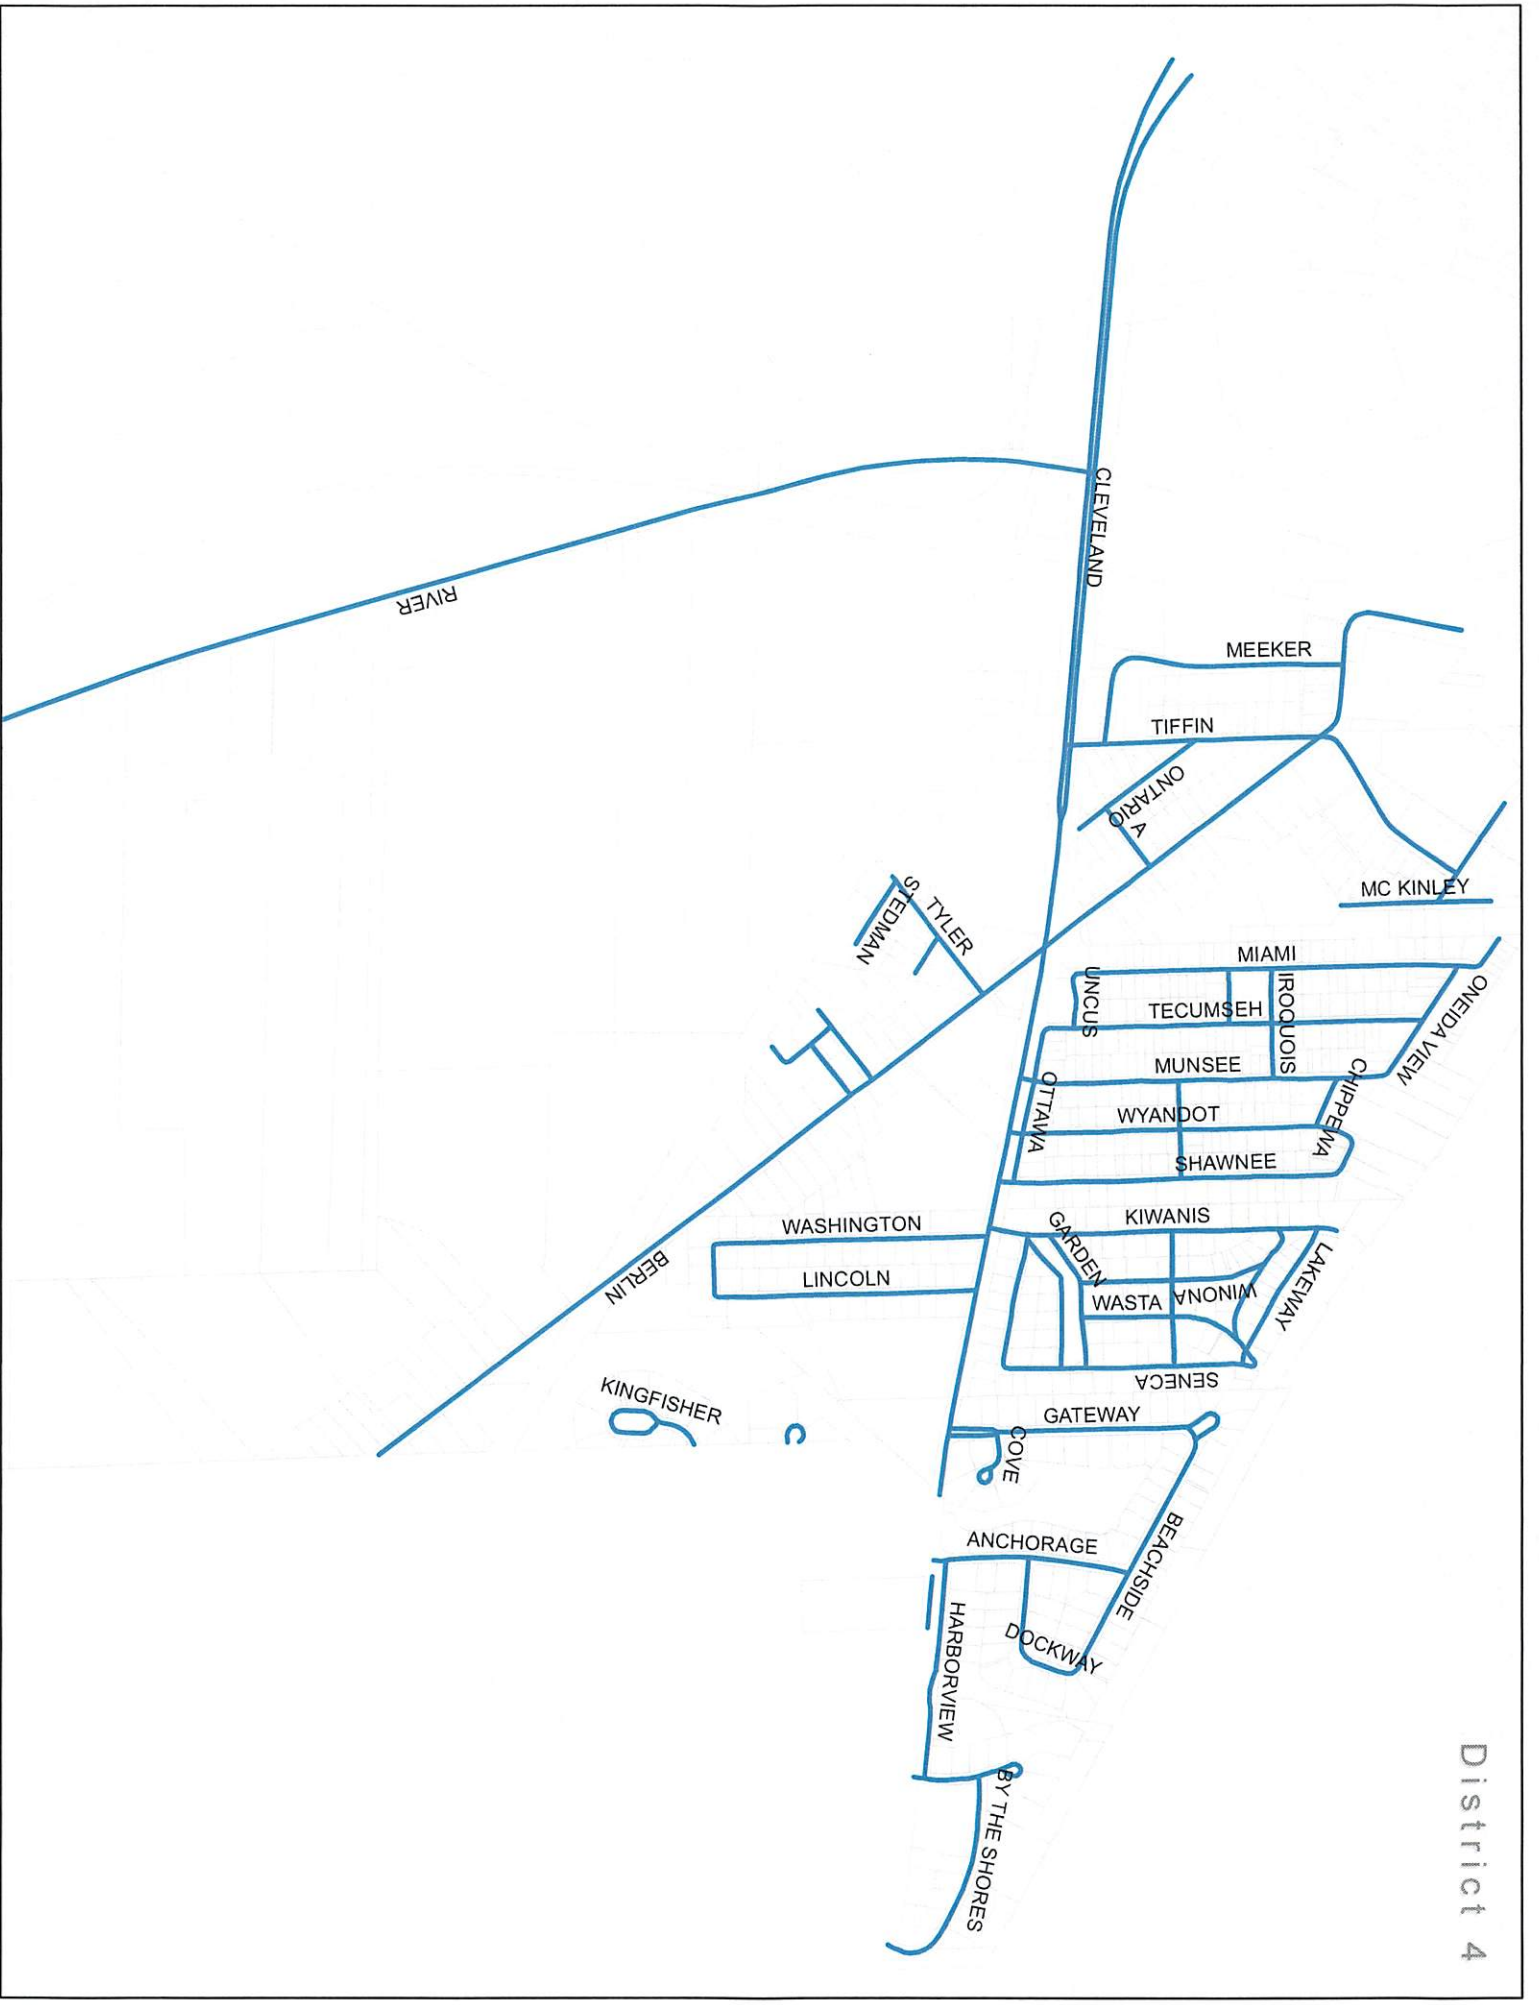 CLEVELAND
RIVER
MEEKER
TIFFIN
ONTARIO
A
MC KINLEY
STEDMAN
TYLER
MIAMI
UNCUS
IROQUOIS
ONEIDA VIEW
TECUMSEH
MUNSEE
CHIPPEWA
OTTAWA
WYANDOT
SHAWNEE
WASHINGTON
KIWANIS
GARDEN
LAKEWAY
BERLIN
LINCOLN
WASTA
WINONA
SENECA
KINGFISHER
GATEWAY
COVE
ANCHORAGE
BEACHSIDE
HARBORVIEW
DOCKWAY
BY THE SHORES
District 4